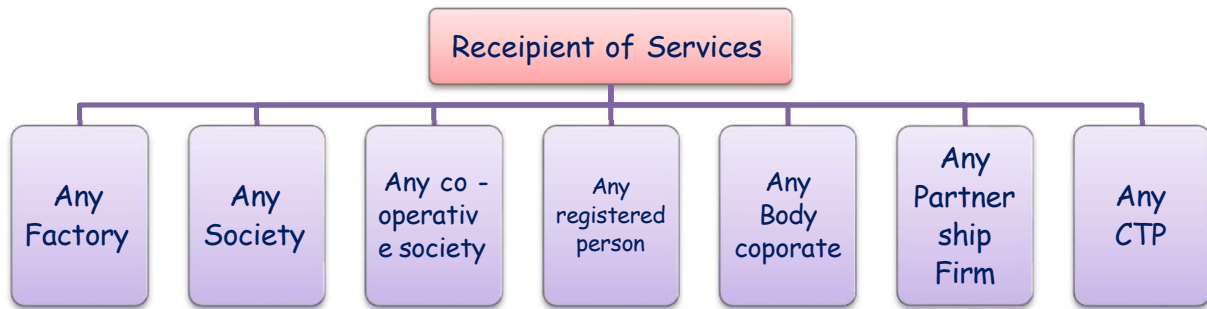 Receipient of Services
Any
Factory
Any
Society
Any co -
operativ
e society
Any
registered
person
Any
Body
coporate
Any
Partner
ship
Firm
Any
CTP